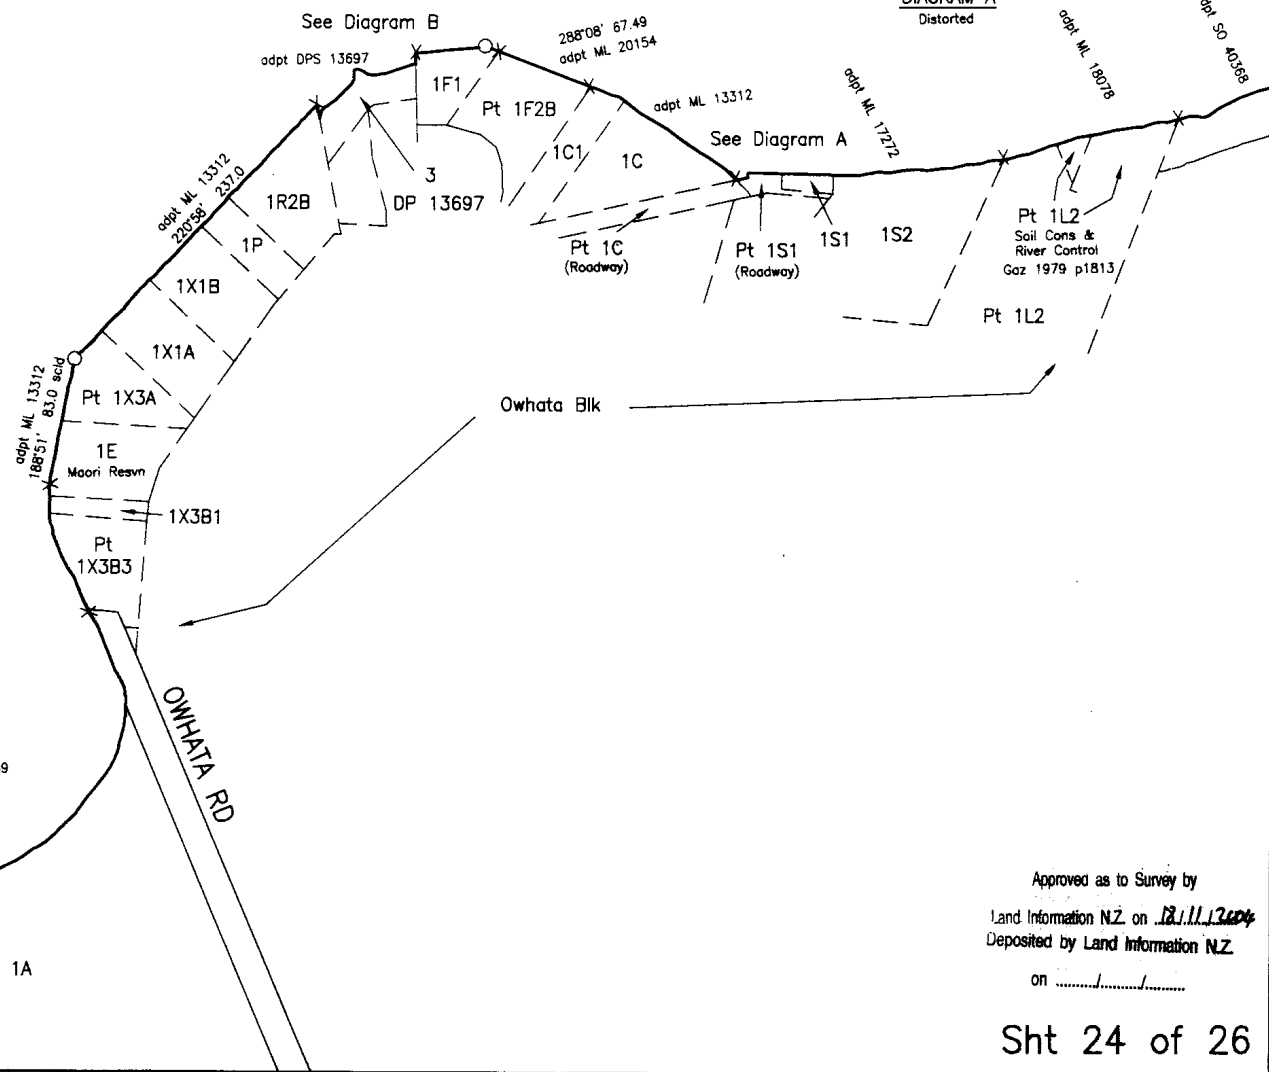 DIAGRAM A
Distorted
See Diagram B
adpt DPS 13697
288°08' 67.49
adpt ML 20154
adpt ML 18078
adpt SO 40368
adpt ML 17272
adpt ML 13312
See Diagram A
1F1
Pt 1F2B
1C1
1C
3
DP 13697
adpt ML 13312
220°58' 237.0
1R2B
1P
1X1B
1X1A
Pt 1X3A
Pt 1C
(Roadway)
Pt 1S1
(Roadway)
1S1
1S2
Pt 1L2
Soil Cons &
River Control
Gaz 1979 p1813
Pt 1L2
Owhata Blk
adpt ML 13312
188°51' 83.0 scld
1E
Maori Resvn
1X3B1
Pt
1X3B3
OWHATA RD
9
1A
Approved as to Survey by
Land Information N.Z. on 18/11/2004
Deposited by Land Information N.Z.
on ........../........../..........
Sht 24 of 26